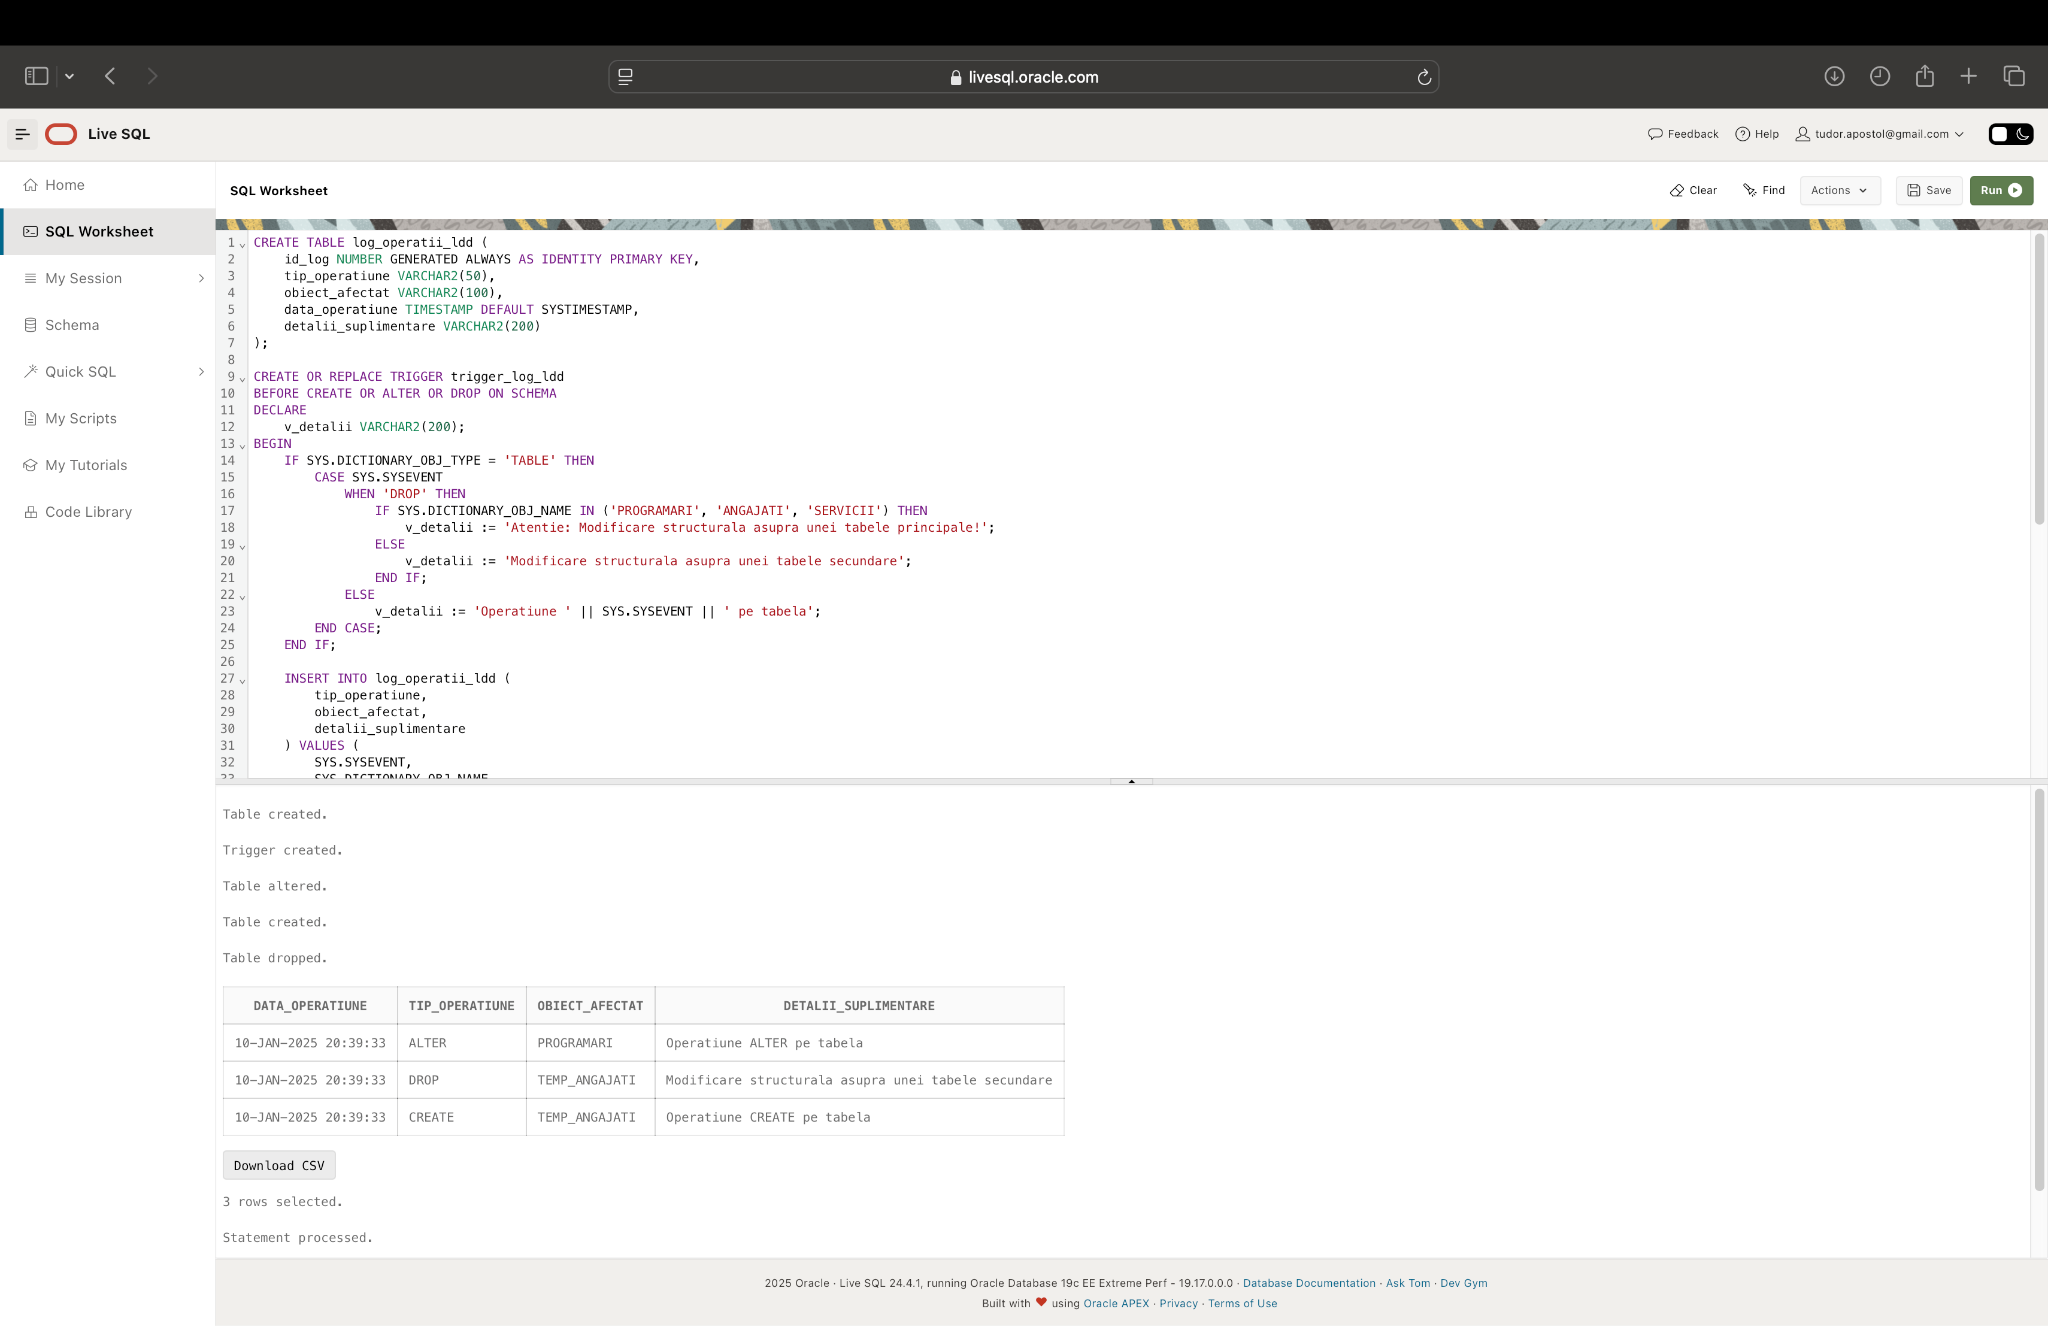 livesql.oracle.com
Live SQL
Feedback Help tudor.apostol@gmail.com
Home
SQL Worksheet
My Session
Schema
Quick SQL
My Scripts
My Tutorials
Code Library
SQL Worksheet
Clear Find Actions Save Run
1 CREATE TABLE log_operatii_ldd (
2 id_log NUMBER GENERATED ALWAYS AS IDENTITY PRIMARY KEY,
3 tip_operatiune VARCHAR2(50),
4 obiect_afectat VARCHAR2(100),
5 data_operatiune TIMESTAMP DEFAULT SYSTIMESTAMP,
6 detalii_suplimentare VARCHAR2(200)
7 );
8
9 CREATE OR REPLACE TRIGGER trigger_log_ldd
10 BEFORE CREATE OR ALTER OR DROP ON SCHEMA
11 DECLARE
12 v_detalii VARCHAR2(200);
13 BEGIN
14 IF SYS.DICTIONARY_OBJ_TYPE = 'TABLE' THEN
15 CASE SYS.SYSEVENT
16 WHEN 'DROP' THEN
17 IF SYS.DICTIONARY_OBJ_NAME IN ('PROGRAMARI', 'ANGAJATI', 'SERVICII') THEN
18 v_detalii := 'Atentie: Modificare structurala asupra unei tabele principale!';
19 ELSE
20 v_detalii := 'Modificare structurala asupra unei tabele secundare';
21 END IF;
22 ELSE
23 v_detalii := 'Operatiune ' || SYS.SYSEVENT || ' pe tabela';
24 END CASE;
25 END IF;
26
27 INSERT INTO log_operatii_ldd (
28 tip_operatiune,
29 obiect_afectat,
30 detalii_suplimentare
31 ) VALUES (
32 SYS.SYSEVENT,
33 SYS.DICTIONARY_OBJ_NAME
Table created.
Trigger created.
Table altered.
Table created.
Table dropped.
DATA_OPERATIUNE TIP_OPERATIUNE OBIECT_AFECTAT DETALII_SUPLIMENTARE
10-JAN-2025 20:39:33 ALTER PROGRAMARI Operatiune ALTER pe tabela
10-JAN-2025 20:39:33 DROP TEMP_ANGAJATI Modificare structurala asupra unei tabele secundare
10-JAN-2025 20:39:33 CREATE TEMP_ANGAJATI Operatiune CREATE pe tabela
Download CSV
3 rows selected.
Statement processed.
2025 Oracle · Live SQL 24.4.1, running Oracle Database 19c EE Extreme Perf - 19.17.0.0.0 · Database Documentation · Ask Tom · Dev Gym
Built with ❤ using Oracle APEX · Privacy · Terms of Use